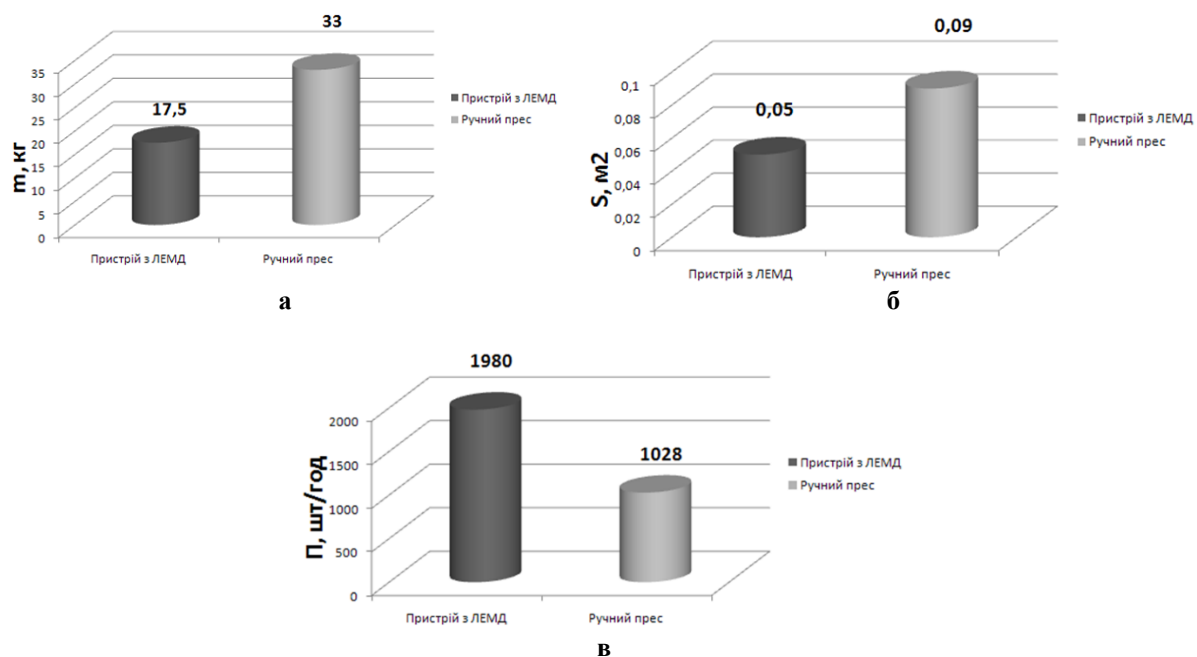 33
17,5
m, кг
35
30
25
20
15
10
5
0
Пристрій з ЛЕМД
Ручний прес
Пристрій з ЛЕМД
Ручний прес
а
0,09
0,05
S, м2
0,1
0,08
0,06
0,04
0,02
0
Пристрій з ЛЕМД
Ручний прес
Пристрій з ЛЕМД
Ручний прес
б
1980
1028
П, шт/год
2000
1500
1000
500
0
Пристрій з ЛЕМД
Ручний прес
Пристрій з ЛЕМД
Ручний прес
в